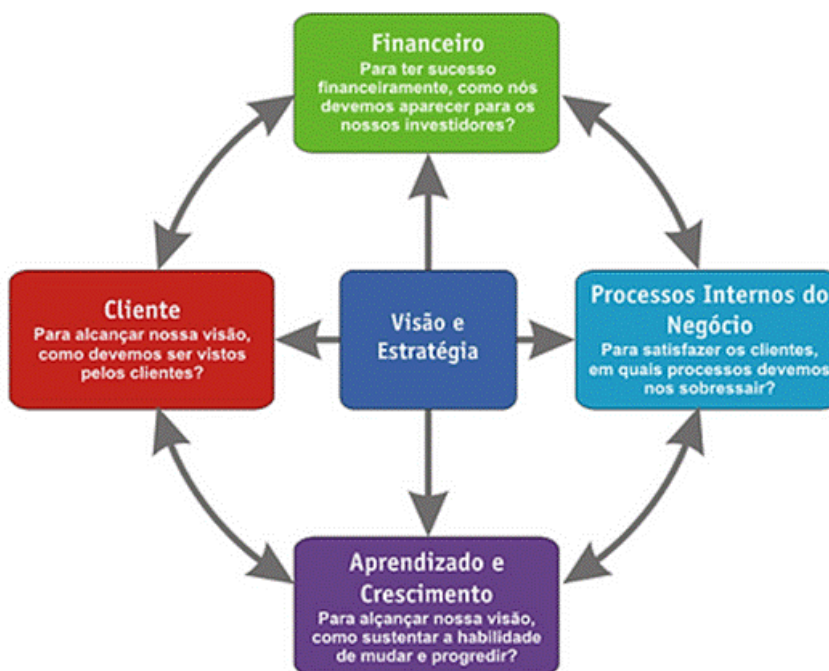 Financeiro
Para ter sucesso
financeiramente, como nós
devemos aparecer para os
nossos investidores?
Cliente
Para alcançar nossa visão,
como devemos ser vistos
pelos clientes?
Visão e
Estratégia
Processos Internos do
Negócio
Para satisfazer os clientes,
em quais processos devemos
nos sobressair?
Aprendizado e
Crescimento
Para alçançar nossa visão,
como sustentar a habilidade
de mudar e progredir?